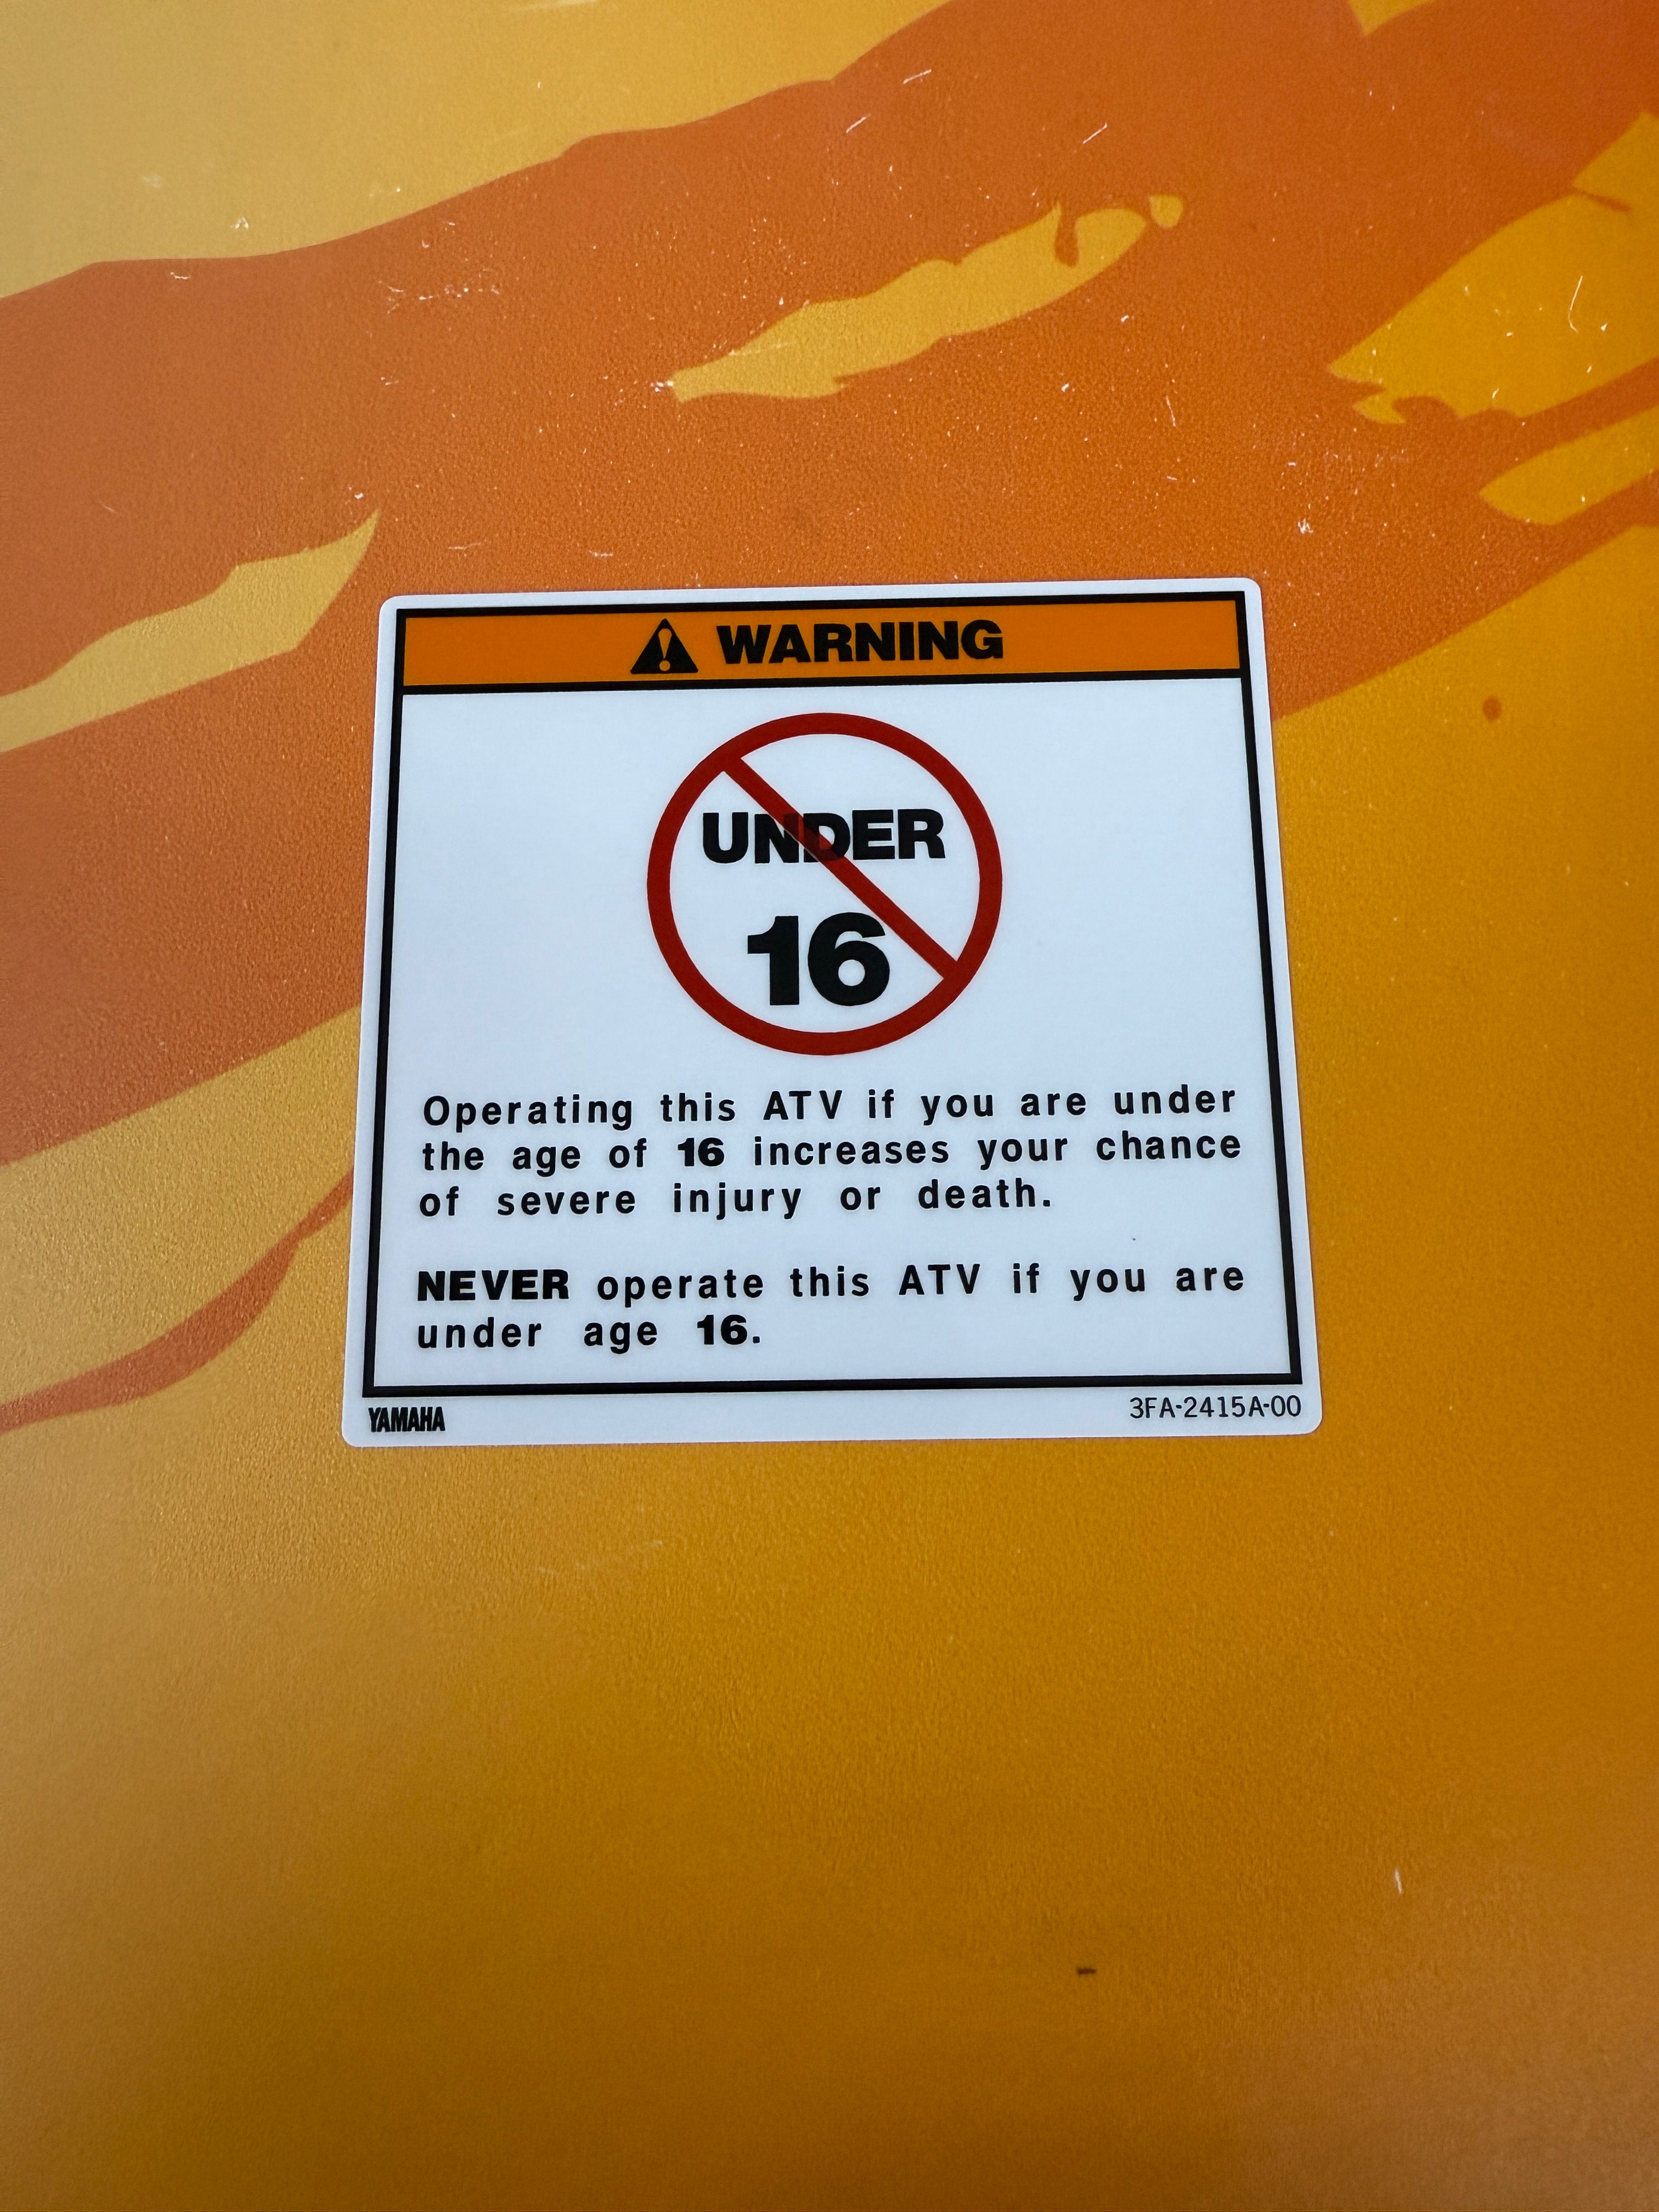 WARNING
UNDER
16
Operating this ATV if you are under
the age of 16 increases your chance
of severe injury or death.
NEVER operate this ATV if you are
under age 16.
YAMAHA
3FA-2415A-00